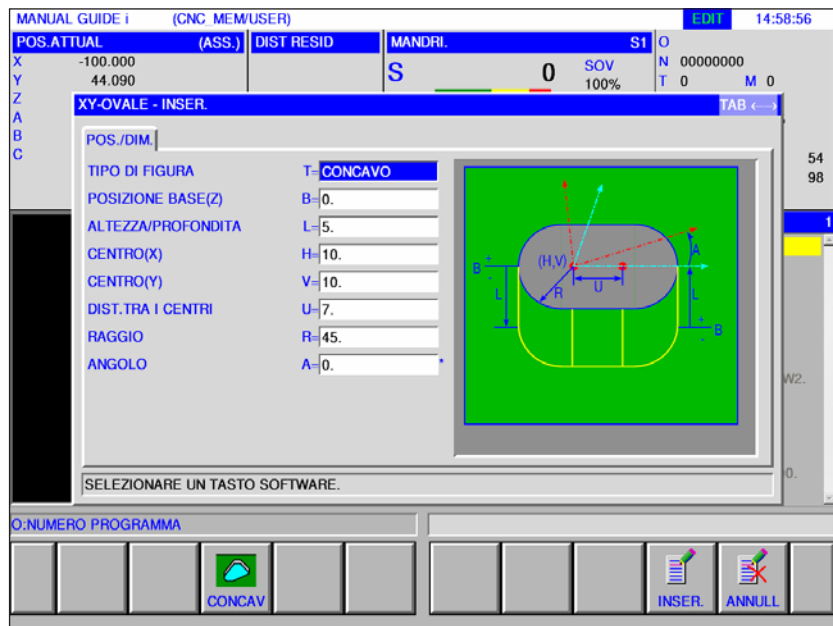 MANUAL GUIDE i (CNC_MEM/USER) EDIT 14:58:56
POS.ATTUAL (ASS.) DIST RESID MANDRI. S1 O
X -100.000 S 0 SOV N 00000000
Y 44.090 100% T 0 M 0
Z XY-OVALE - INSER. TAB ←→
A
B POS./DIM.
C 54
TIPO DI FIGURA T= CONCAVO
98
POSIZIONE BASE(Z) B= 0.
ALTEZZA/PROFONDITA L= 5. 1
CENTRO(X) H= 10.
CENTRO(Y) V= 10.
DIST.TRA I CENTRI U= 7.
RAGGIO R= 45.
ANGOLO A= 0. *
A
B + - (H,V)
L R U L
+ - B
W2.
0.
SELEZIONARE UN TASTO SOFTWARE.
O:NUMERO PROGRAMMA
CONCAV INSER. ANNULL